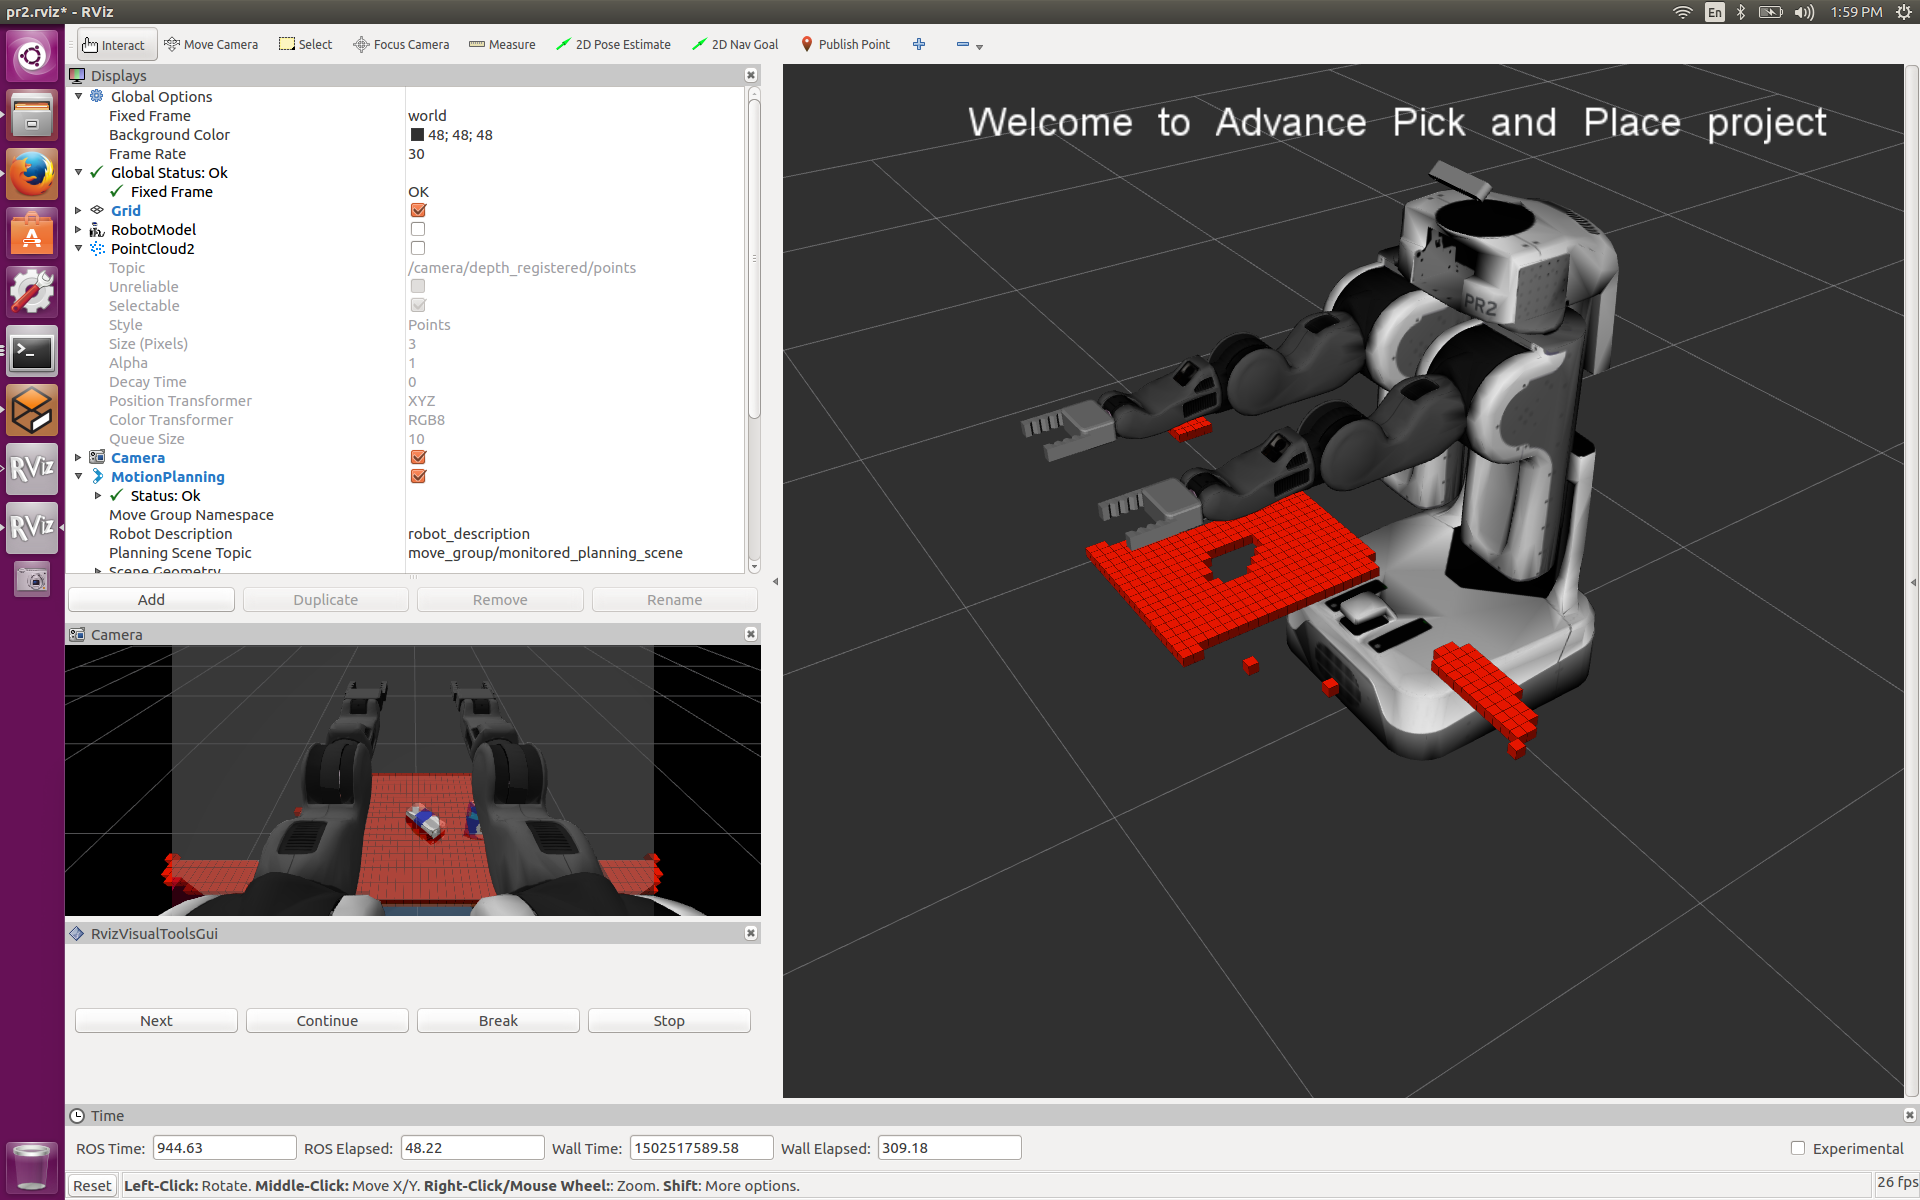 pr2.rviz* - RViz
En
1:59 PM
Interact Move Camera Select Focus Camera Measure 2D Pose Estimate 2D Nav Goal Publish Point
Displays
Global Options
Fixed Frame world
Background Color 48; 48; 48
Frame Rate 30
Global Status: Ok
Fixed Frame OK
Grid
RobotModel
PointCloud2
Topic /camera/depth_registered/points
Unreliable
Selectable
Style Points
Size (Pixels) 3
Alpha 1
Decay Time 0
Position Transformer XYZ
Color Transformer RGB8
Queue Size 10
Camera
MotionPlanning
Status: Ok
Move Group Namespace
Robot Description robot_description
Planning Scene Topic move_group/monitored_planning_scene
Scene Geometry
Add Duplicate Remove Rename
Camera
RvizVisualToolsGui
Next Continue Break Stop
Welcome to Advance Pick and Place project
PR2
RViz
RViz
Time
ROS Time: 944.63 ROS Elapsed: 48.22 Wall Time: 1502517589.58 Wall Elapsed: 309.18 Experimental
Reset Left-Click: Rotate. Middle-Click: Move X/Y. Right-Click/Mouse Wheel:: Zoom. Shift: More options. 26 fps